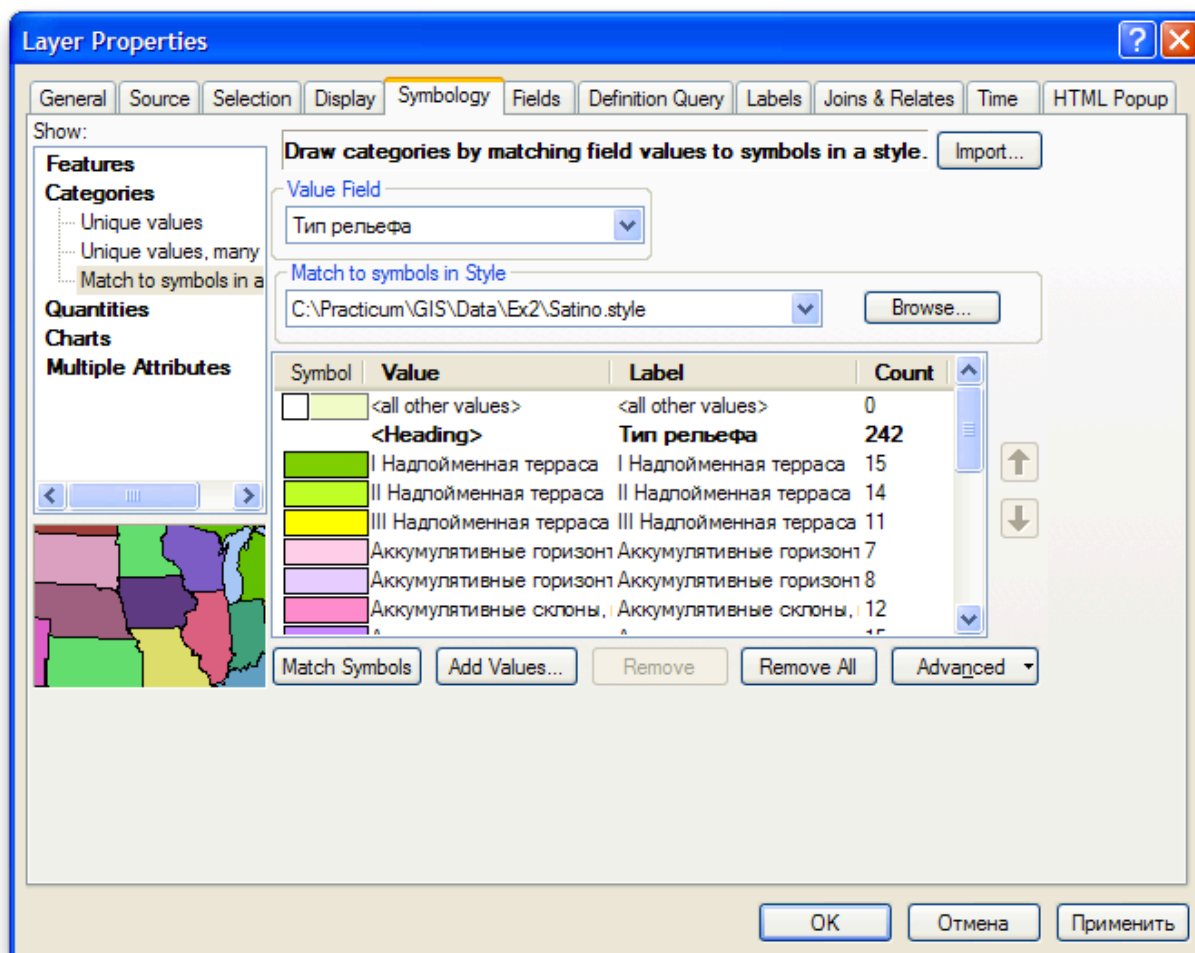 Layer Properties
General Source Selection Display Symbology Fields Definition Query Labels Joins & Relates Time HTML Popup
Show:
Features
Categories
Unique values
Unique values, many
Match to symbols in a
Quantities
Charts
Multiple Attributes
Draw categories by matching field values to symbols in a style.
Import...
Value Field
Тип рельефа
Match to symbols in Style
C:\Practicum\GIS\Data\Ex2\Satino.style
Browse...
Symbol Value Label Count
<all other values> <all other values> 0
<Heading> Тип рельефа 242
I Надпойменная терраса I Надпойменная терраса 15
II Надпойменная терраса II Надпойменная терраса 14
III Надпойменная терраса III Надпойменная терраса 11
Аккумулятивные горизонт Аккумулятивные горизонт 7
Аккумулятивные горизонт Аккумулятивные горизонт 8
Аккумулятивные склоны, Аккумулятивные склоны, 12
Match Symbols Add Values... Remove Remove All Advanced
OK Отмена Применить